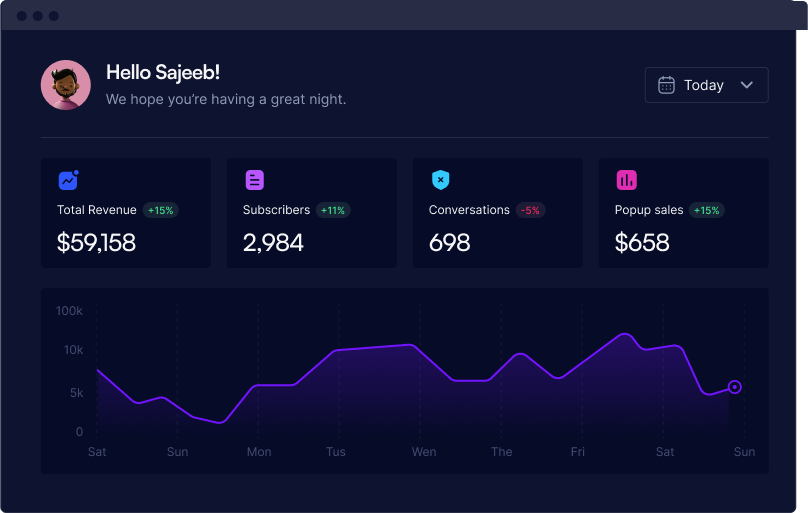 Hello Sajeeb!
We hope you're having a great night.
Today
Total Revenue +15%
$59,158
Subscribers +11%
2,984
Conversations -5%
698
Popup sales +15%
$658
100k
10k
5k
0
Sat Sun Mon Tus Wen The Fri Sat Sun